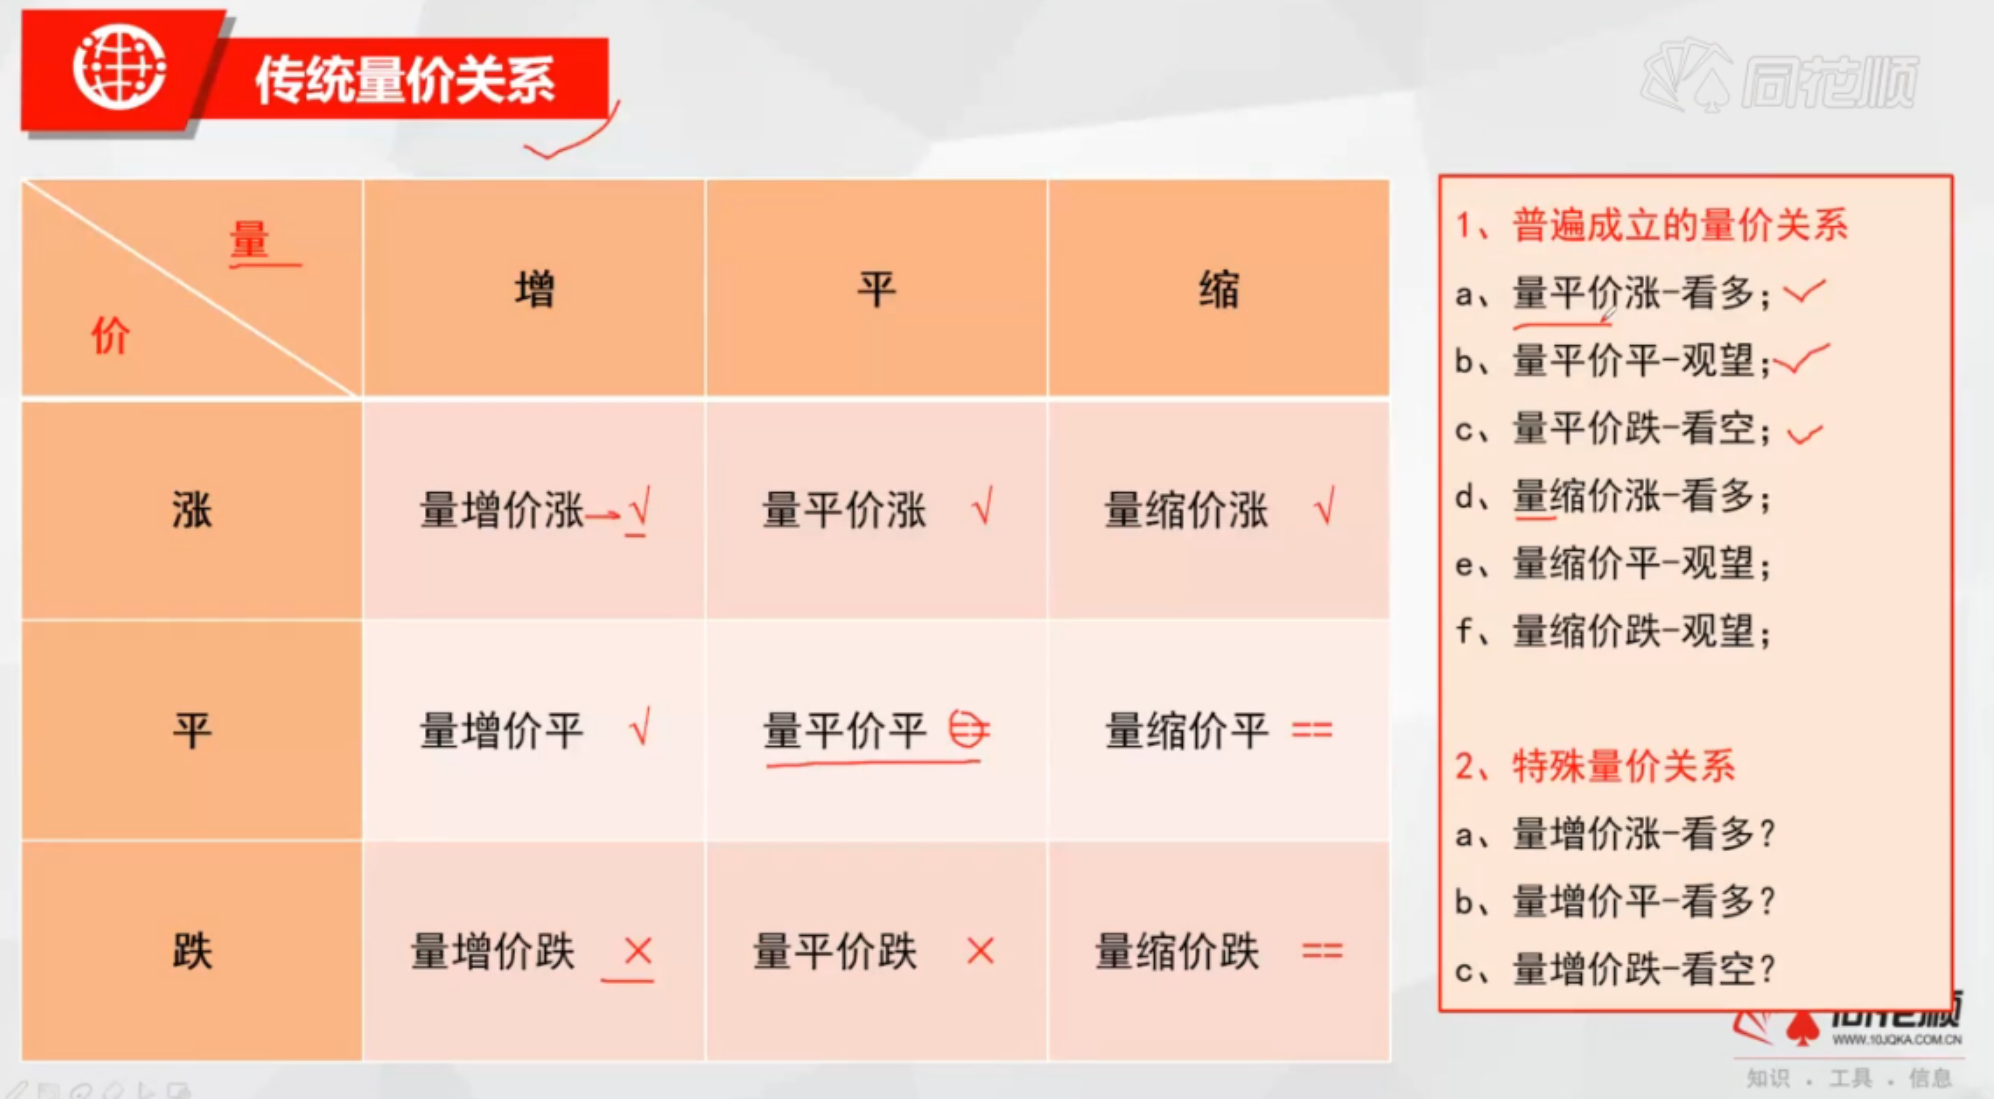 传统量价关系
同花顺
量
价
增
平
缩
涨
量增价涨 √
量平价涨 √
量缩价涨 √
平
量增价平 √
量平价平 ==
量缩价平 ==
跌
量增价跌 ×
量平价跌 ×
量缩价跌 ==
1、普遍成立的量价关系
a、量平价涨-看多;
b、量平价平-观望;
c、量平价跌-看空;
d、量缩价涨-看多;
e、量缩价平-观望;
f、量缩价跌-观望;
2、特殊量价关系
a、量增价涨-看多?
b、量增价平-看多?
c、量增价跌-看空?
同花顺
WWW.10JQKA.COM.CN
知识 . 工具 . 信息